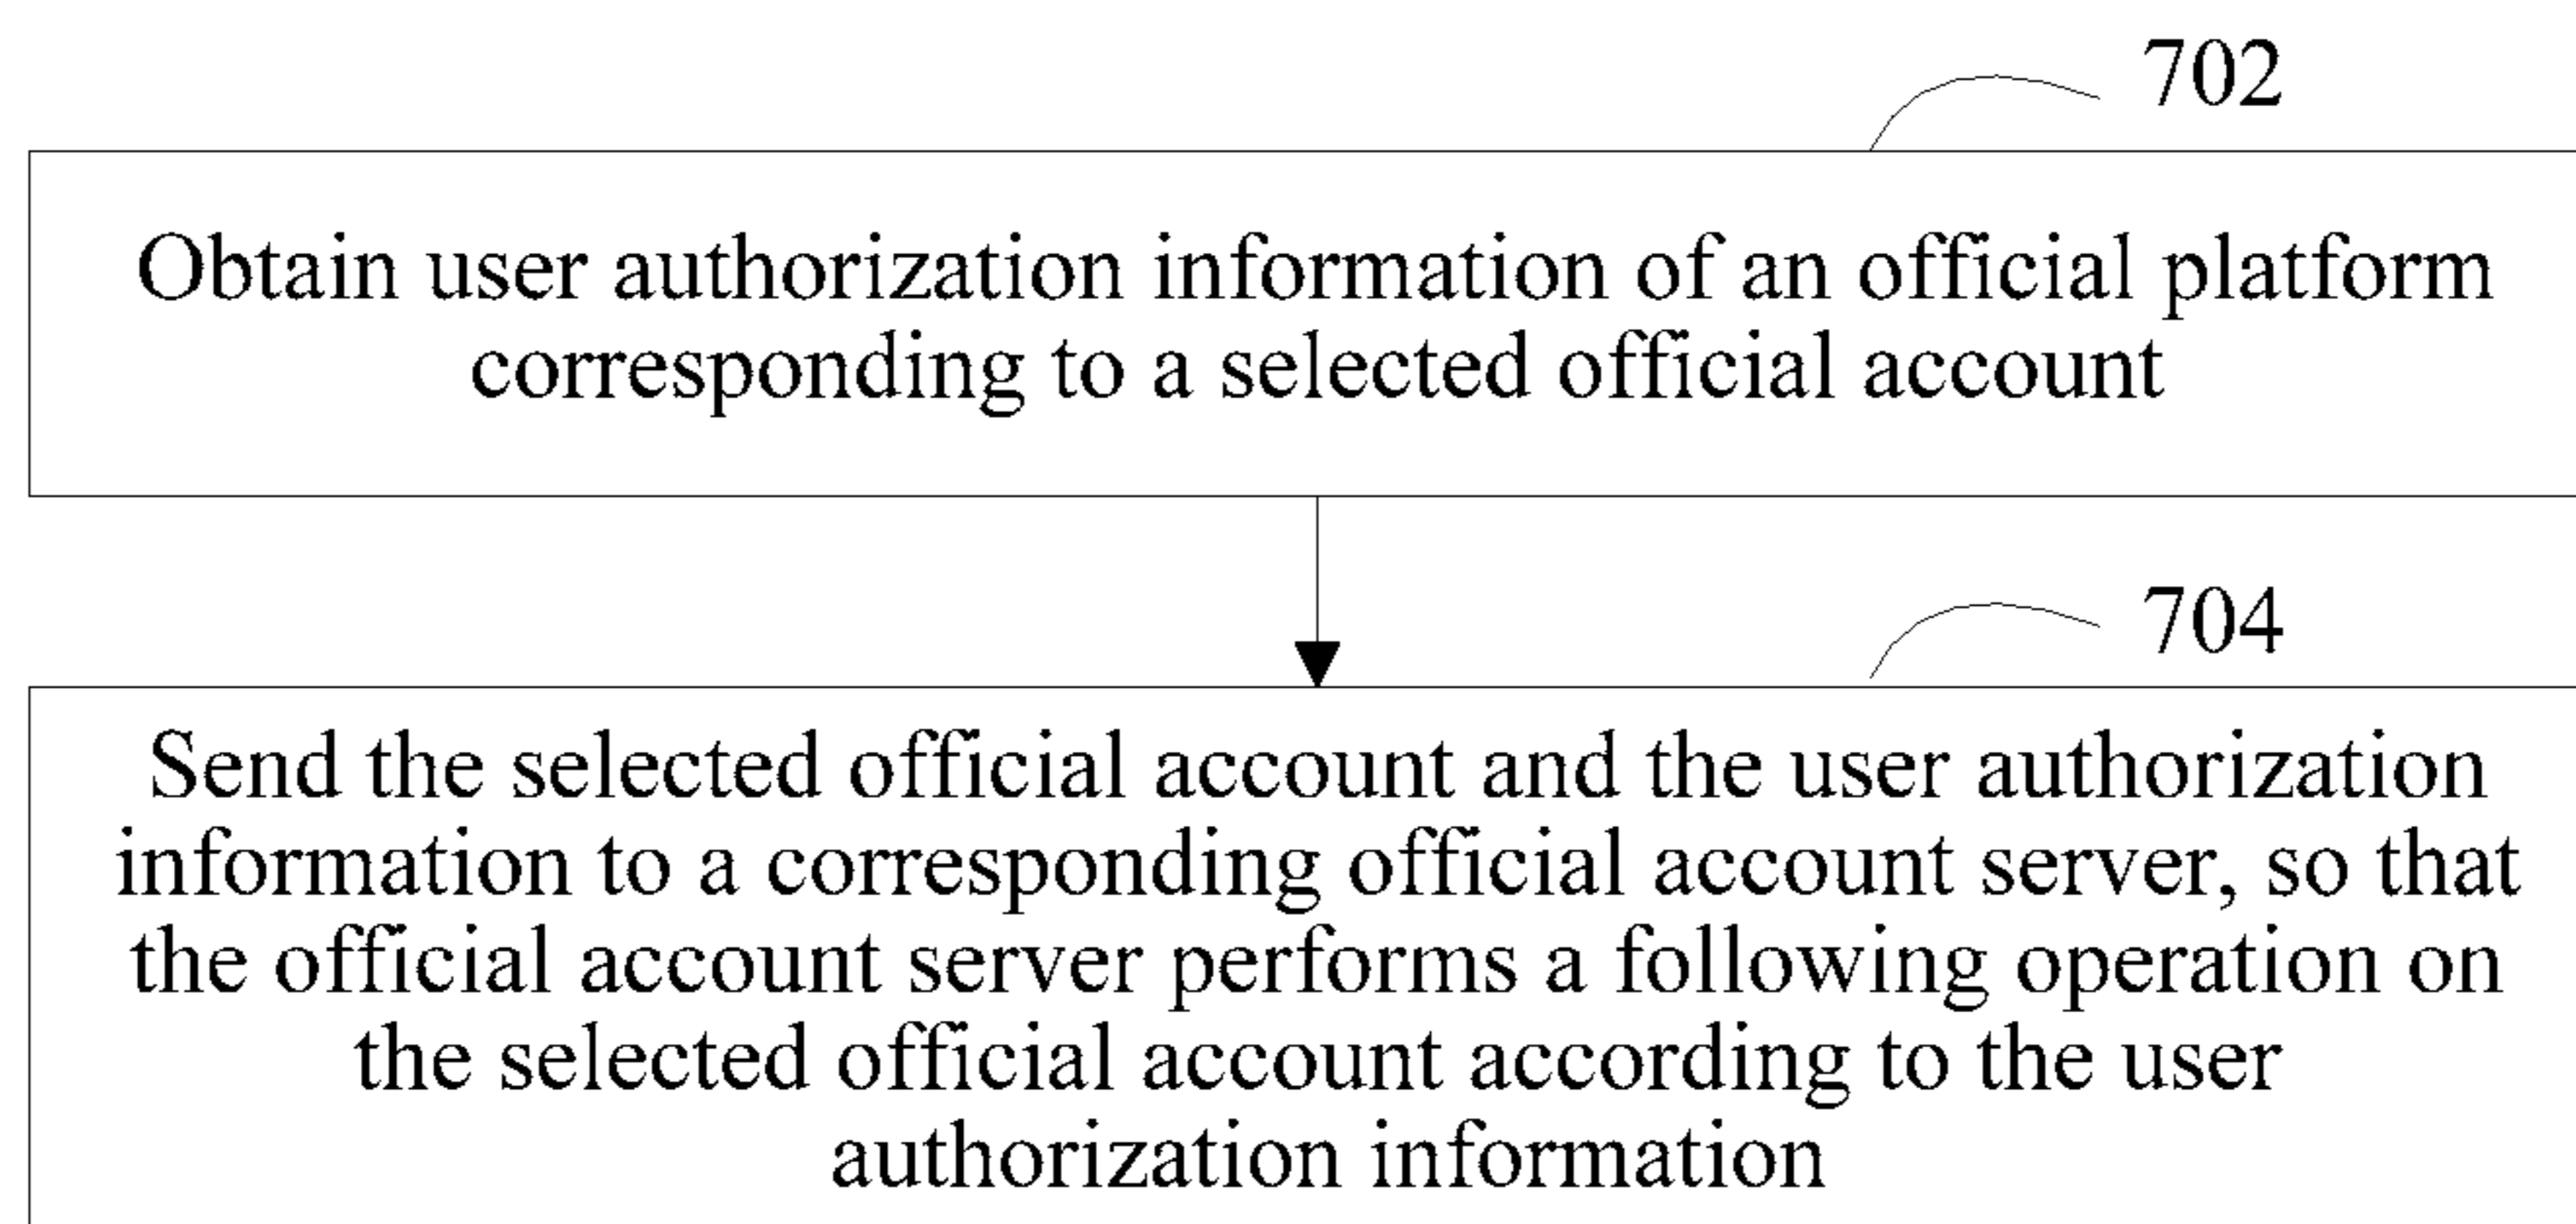 702
Obtain user authorization information of an official platform
corresponding to a selected official account
704
Send the selected official account and the user authorization
information to a corresponding official account server, so that
the official account server performs a following operation on
the selected official account according to the user
authorization information